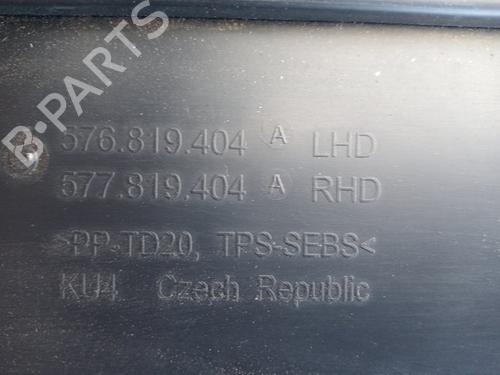 B-PARTS
576.819.404 A LHD
577.819.404 A RHD
>PP-TD20, TPS-SEBS<
KU4 Czech Republic